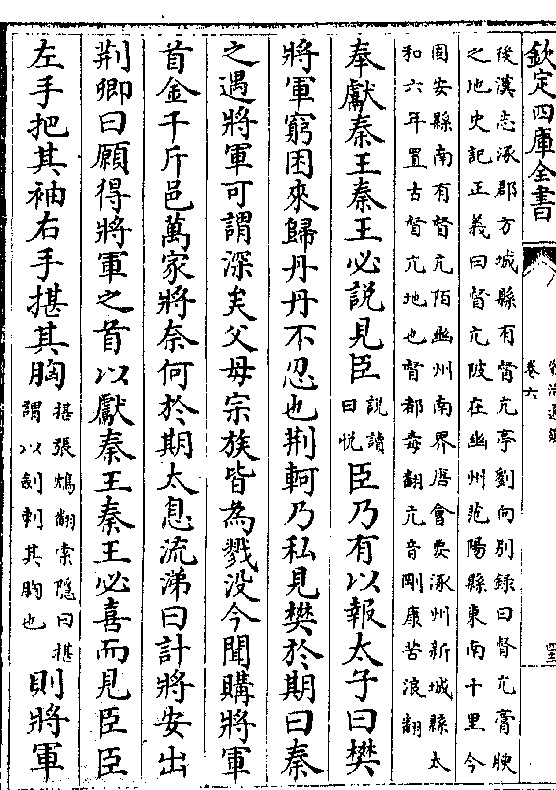 欽定四庫全書
卷六
後漢志涿郡方城縣有督亢亭劉向别錄曰督亢膏腴
之地史記正義曰督亢陂在幽州范陽縣東南十里今
固安縣南有督亢陌幽州南界唐會要涿州新城縣太
和六年置古督亢地也督都毒翻亢音剛康苦浪翻
奉獻秦王秦王必説見臣
説讀
曰悅
臣乃有以報太子曰樊
將軍窮困來歸丹丹不忍也荆軻乃私見樊於期曰秦
之遇將軍可謂深矣父母宗族皆為戮没今聞購將軍
首金千斤邑萬家將奈何於期太息流涕曰計將安出
荆卿曰願得將軍之首以獻秦王秦王必喜而見臣臣
左手把其袖右手揕其胸
揕張鴆翻索隱曰揕
謂以劍刺其胸也
則將軍